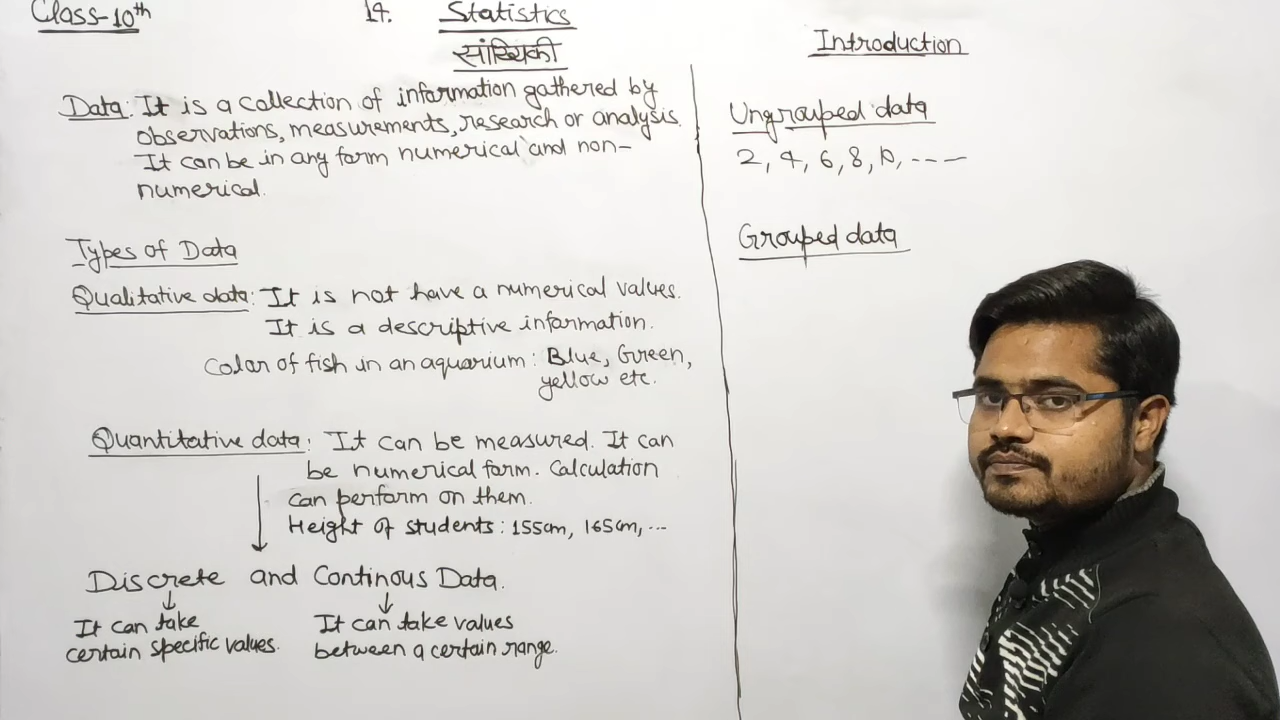 Class-10th
14. Statistics
सांख्यिकी
Data: It is a collection of information gathered by
observations, measurements, research or analysis.
It can be in any form numerical and non-
numerical.
Types of Data
Qualitative data: It is not have a numerical values.
It is a descriptive information.
Color of fish in an aquarium: Blue, Green,
yellow etc.
Quantitative data: It can be measured. It can
be numerical form. Calculation
can perform on them.
Height of students: 155cm, 165cm, ...
Discrete and Continous Data.
It can take
certain specific values.
It can take values
between a certain range.
Introduction
Ungrouped data
2, 4, 6, 8, 10, ----
Grouped data